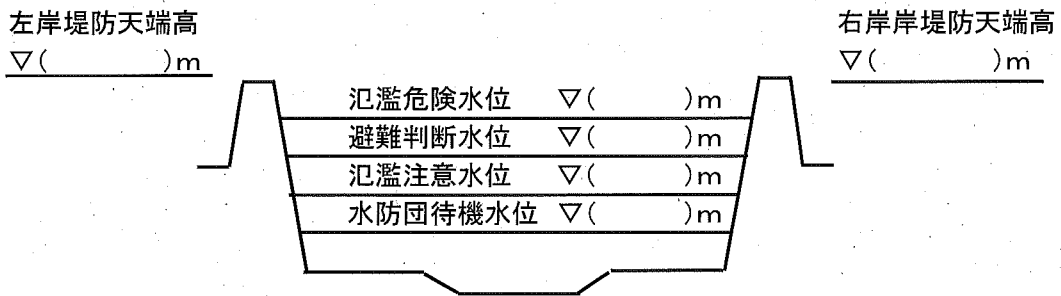 左岸堤防天端高
▽(　　　)m
右岸岸堤防天端高
▽(　　　)m
氾濫危険水位　▽(　　　)m
避難判断水位　▽(　　　)m
氾濫注意水位　▽(　　　)m
水防団待機水位　▽(　　　)m